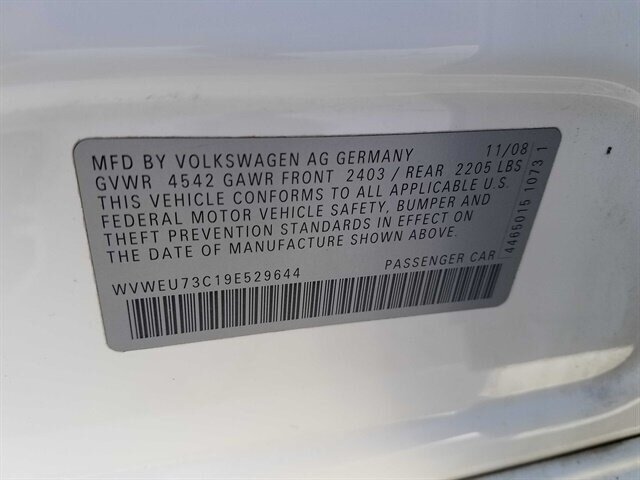 MFD BY VOLKSWAGEN AG GERMANY 11/08
GVWR 4542 GAWR FRONT 2403 / REAR 2205 LBS
THIS VEHICLE CONFORMS TO ALL APPLICABLE U.S.
FEDERAL MOTOR VEHICLE SAFETY, BUMPER AND
THEFT PREVENTION STANDARDS IN EFFECT ON
THE DATE OF MANUFACTURE SHOWN ABOVE.
WVWEU73C19E529644 PASSENGER CAR
4465015 1073 1